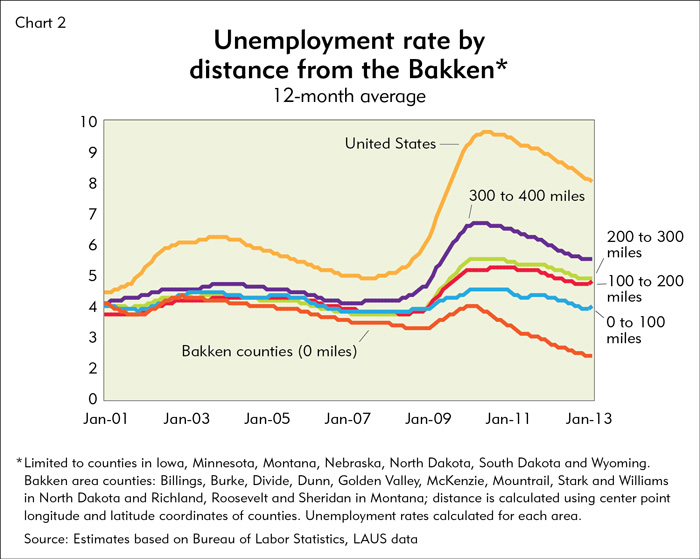 Chart 2
Unemployment rate by
distance from the Bakken*
12-month average
10
9
8
7
6
5
4
3
2
0
United States
300 to 400 miles
200 to 300
miles
100 to 200
miles
0 to 100
miles
Bakken counties (0 miles)
Jan-01
Jan-03
Jan-05
Jan-07
Jan-09
Jan-11
Jan-13
*Limited to counties in Iowa, Minnesota, Montana, Nebraska, North Dakota, South Dakota and Wyoming.
Bakken area counties: Billings, Burke, Divide, Dunn, Golden Valley, McKenzie, Mountrail, Stark and Williams
in North Dakota and Richland, Roosevelt and Sheridan in Montana; distance is calculated using center point
longitude and latitude coordinates of counties. Unemployment rates calculated for each area.
Source: Estimates based on Bureau of Labor Statistics, LAUS data